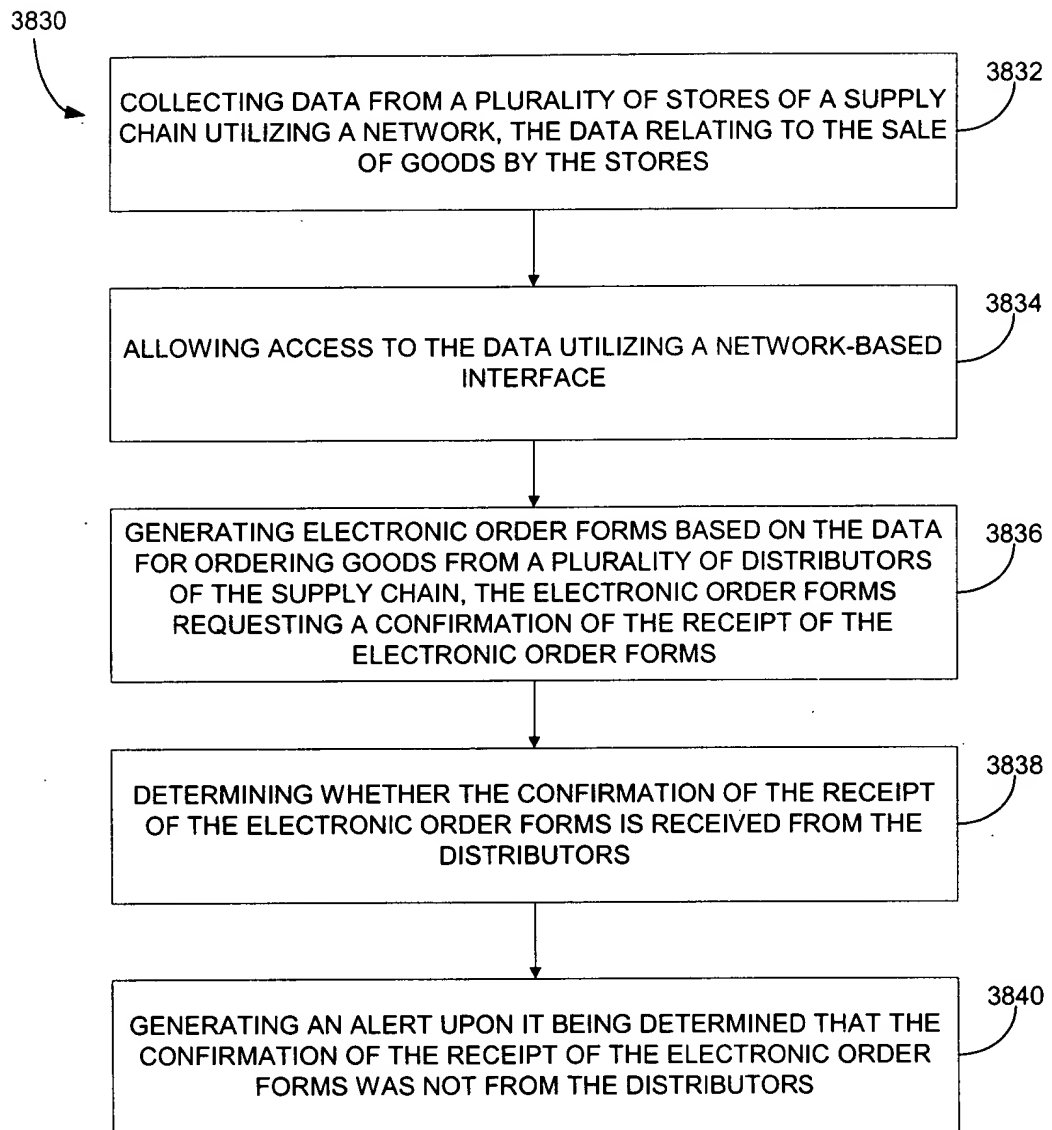 3830
3832
COLLECTING DATA FROM A PLURALITY OF STORES OF A SUPPLY
CHAIN UTILIZING A NETWORK, THE DATA RELATING TO THE SALE
OF GOODS BY THE STORES
3834
ALLOWING ACCESS TO THE DATA UTILIZING A NETWORK-BASED
INTERFACE
3836
GENERATING ELECTRONIC ORDER FORMS BASED ON THE DATA
FOR ORDERING GOODS FROM A PLURALITY OF DISTRIBUTORS
OF THE SUPPLY CHAIN, THE ELECTRONIC ORDER FORMS
REQUESTING A CONFIRMATION OF THE RECEIPT OF THE
ELECTRONIC ORDER FORMS
3838
DETERMINING WHETHER THE CONFIRMATION OF THE RECEIPT
OF THE ELECTRONIC ORDER FORMS IS RECEIVED FROM THE
DISTRIBUTORS
3840
GENERATING AN ALERT UPON IT BEING DETERMINED THAT THE
CONFIRMATION OF THE RECEIPT OF THE ELECTRONIC ORDER
FORMS WAS NOT FROM THE DISTRIBUTORS